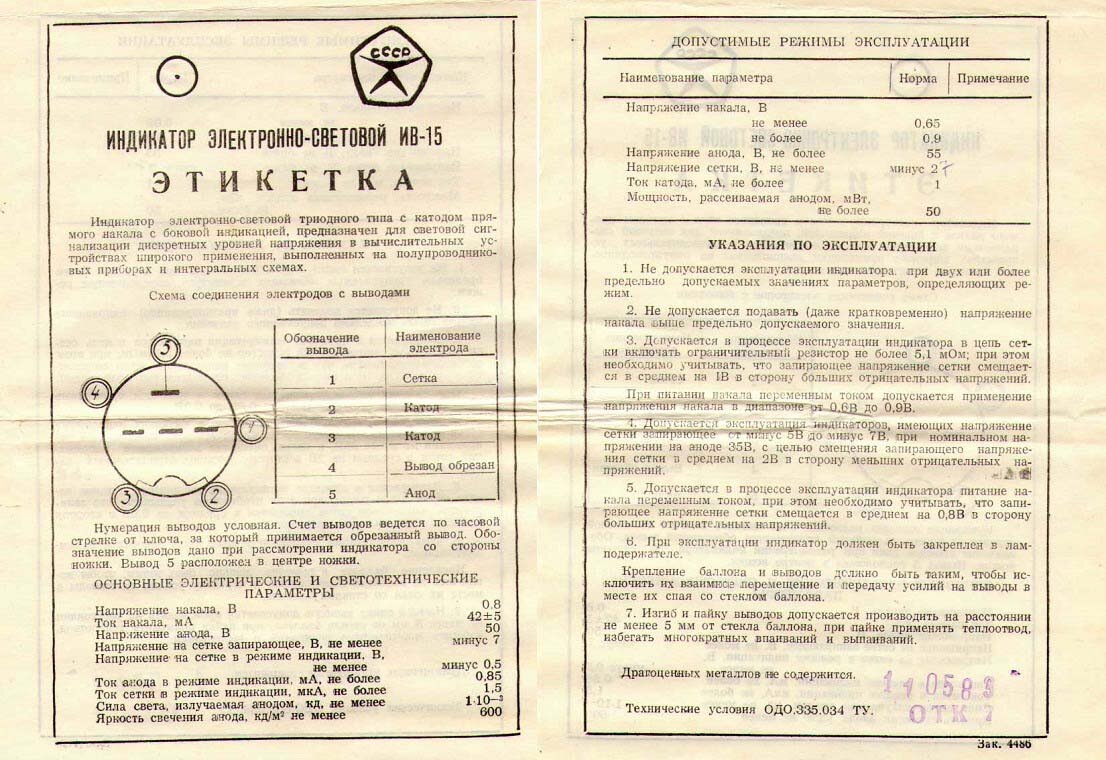 СССР
ИНДИКАТОР ЭЛЕКТРОННО-СВЕТОВОЙ ИВ-15
ЭТИКЕТКА
Индикатор электронно-световой триодного типа с катодом пря-
мого накала с боковой индикацией, предназначен для световой сиг-
нализации дискретных уровней напряжения в вычислительных ус-
тройствах широкого применения, выполненных на полупроводнико-
вых приборах и интегральных схемах.
Схема соединения электродов с выводами
5
4
1
3
2
Обозначение вывода Наименование электрода
1 Сетка
2 Катод
3 Катод
4 Вывод обрезан
5 Анод
Нумерация выводов условная. Счет выводов ведется по часовой
стрелке от ключа, за который принимается обрезанный вывод. Обо-
значение выводов дано при рассмотрении индикатора со стороны
ножки. Вывод 5 расположен в центре ножки.
ОСНОВНЫЕ ЭЛЕКТРИЧЕСКИЕ И СВЕТОТЕХНИЧЕСКИЕ
ПАРАМЕТРЫ
Напряжение накала, В 0.8
Ток накала, мА 42±5
Напряжение анода, В 50
Напряжение на сетке запирающее, В, не менее минус 7
Напряжение на сетке в режиме индикации. В,
не менее минус 0,5
Ток анода в режиме индикации, мА, не более 0,85
Ток сетки в режиме индикации, мкА, не более 1,5
Сила света, излучаемая анодом, кд, не менее 1·10⁻³
Яркость свечения анода, кд/м² не менее 600
ДОПУСТИМЫЕ РЕЖИМЫ ЭКСПЛУАТАЦИИ
Наименование параметра Норма Примечание
Напряжение накала, В
не менее 0,65
не более 0,9
Напряжение анода, В, не более 55
Напряжение сетки, В, не менее минус 27
Ток катода, мА, не более 1
Мощность, рассеиваемая анодом, мВт,
не более 50
УКАЗАНИЯ ПО ЭКСПЛУАТАЦИИ
1. Не допускается эксплуатации индикатора при двух или более
предельно допускаемых значениях параметров, определяющих ре-
жим.
2. Не допускается подавать (даже кратковременно) напряжение
накала выше предельно допускаемого значения.
3. Допускается в процессе эксплуатации индикатора в цепь сет-
ки включать ограничительный резистор не более 5,1 мОм; при этом
необходимо учитывать, что запирающее напряжение сетки смещает-
ся в среднем на 1В в сторону больших отрицательных напряжений.
При питании накала переменным током допускается применение
напряжения накала в диапазоне от 0,6В до 0,9В.
4. Допускается эксплуатация индикаторов, имеющих напряжение
сетки запирающее от минус 5В до минус 7В, при номинальном на-
пряжении на аноде 35В, с целью смещения запирающего напряже-
ния сетки в среднем на 2В в сторону меньших отрицательных на-
пряжений.
5. Допускается в процессе эксплуатации индикатора питание на-
кала переменным током, при этом необходимо учитывать, что запи-
рающее напряжение сетки смещается в среднем на 0,8В в сторону
больших отрицательных напряжений.
6. При эксплуатации индикатор должен быть закреплен в лам-
подержателе.
Крепление баллона и выводов должно быть таким, чтобы ис-
ключить их взаимное перемещение и передачу усилий на выводы в
месте их спая со стеклом баллона.
7. Изгиб и пайку выводов допускается производить на расстоянии
не менее 5 мм от стекла баллона, при пайке применять теплоотвод,
избегать многократных впаиваний и выпаиваний.
Драгоценных металлов не содержится.
110583
Технические условия ОДО.335.034 ТУ.
ОТК 7
Зак. 4486